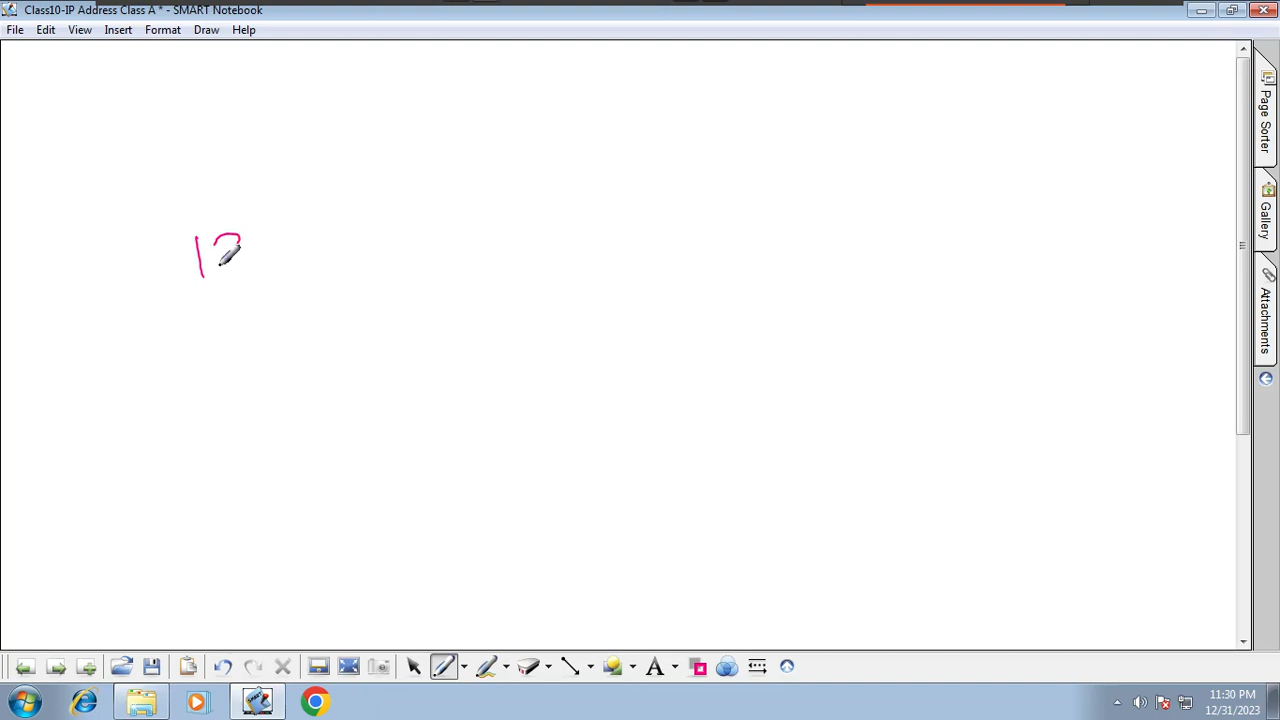 Class10-IP Address Class A * - SMART Notebook
File Edit View Insert Format Draw Help
12
Page Sorter
Gallery
Attachments
A
11:30 PM
12/31/2023